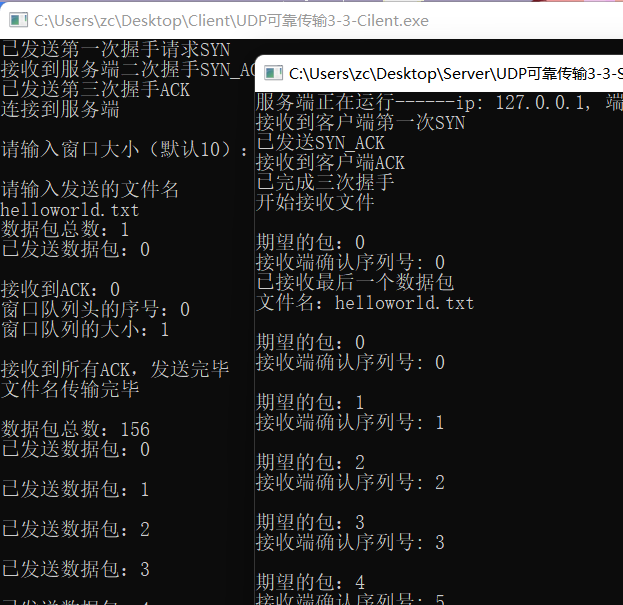 C:\Users\zc\Desktop\Client\UDP可靠传输3-3-Cilent.exe
已发送第一次握手请求SYN
接收到服务端二次握手SYN_AC
已发送第三次握手ACK
连接到服务端
请输入窗口大小（默认10）:
请输入发送的文件名
helloworld.txt
数据包总数：1
已发送数据包：0
接收到ACK：0
窗口队列头的序号：0
窗口队列的大小：1
接收到所有ACK，发送完毕
文件名传输完毕
数据包总数：156
已发送数据包：0
已发送数据包：1
已发送数据包：2
已发送数据包：3
已发送数据包：4
C:\Users\zc\Desktop\Server\UDP可靠传输3-3-S
服务端正在运行------ip: 127.0.0.1, 端
接收到客户端第一次SYN
已发送SYN_ACK
接收到客户端ACK
已完成三次握手
开始接收文件
期望的包：0
接收端确认序列号: 0
已接收最后一个数据包
文件名：helloworld.txt
期望的包：0
接收端确认序列号: 0
期望的包：1
接收端确认序列号: 1
期望的包：2
接收端确认序列号: 2
期望的包：3
接收端确认序列号: 3
期望的包：4
接收端确认序列号: 5